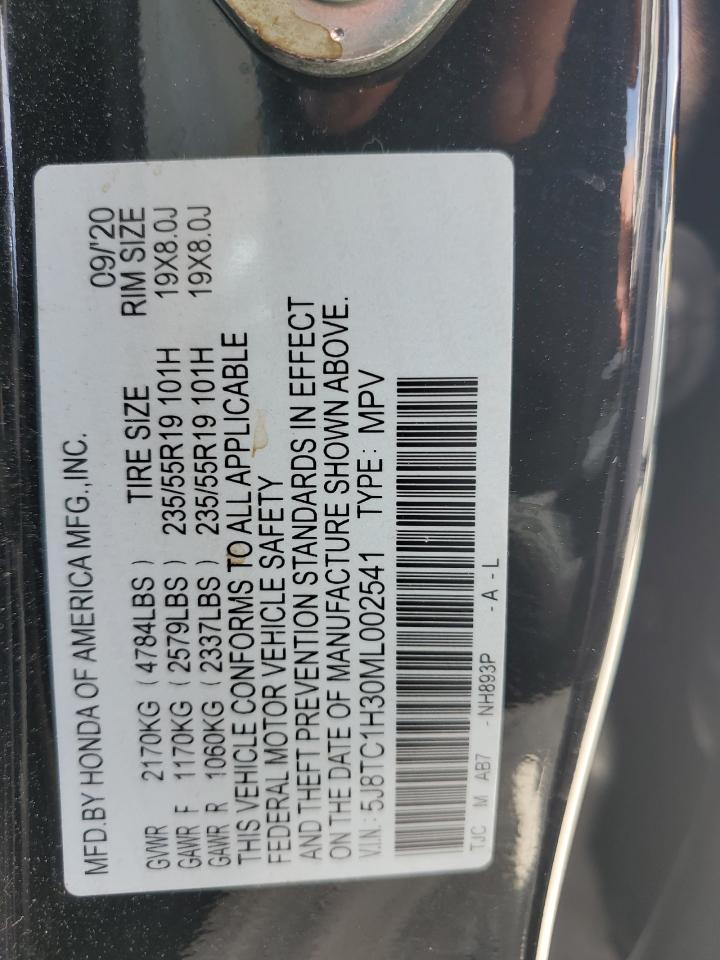 MFD.BY HONDA OF AMERICA MFG.,INC. 09/'20
GVWR 2170KG (4784LBS) TIRE SIZE RIM SIZE
GAWR F 1170KG (2579LBS) 235/55R19 101H 19X8.0J
GAWR R 1060KG (2337LBS) 235/55R19 101H 19X8.0J
THIS VEHICLE CONFORMS TO ALL APPLICABLE
FEDERAL MOTOR VEHICLE SAFETY
AND THEFT PREVENTION STANDARDS IN EFFECT
ON THE DATE OF MANUFACTURE SHOWN ABOVE.
V.I.N.: 5J8TC1H30ML002541 TYPE: MPV
TJC M AB7 -NH893P -A-L